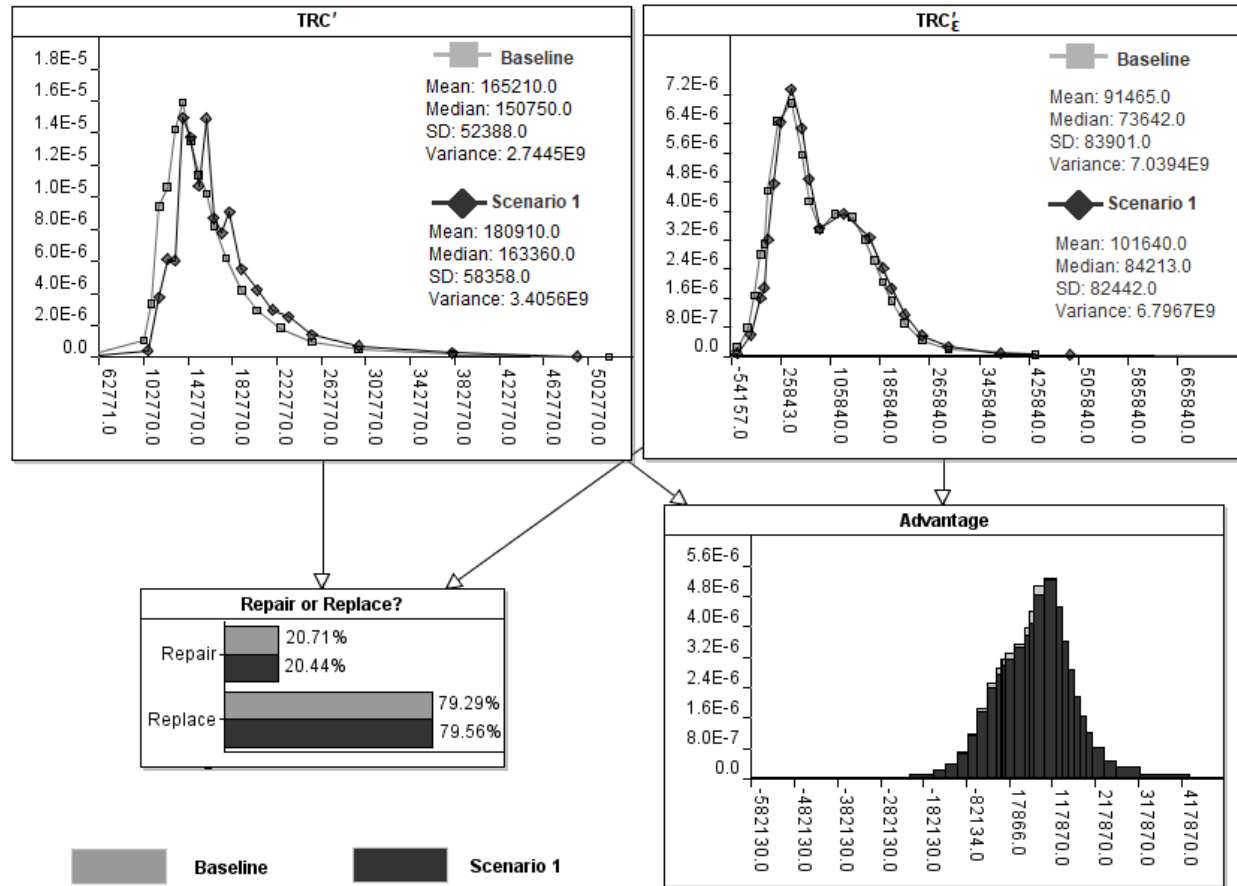 TRC′
1.8E-5
1.6E-5
1.4E-5
1.2E-5
1.0E-5
8.0E-6
6.0E-6
4.0E-6
2.0E-6
0.0
62771.0
102770.0
142770.0
182770.0
222770.0
262770.0
302770.0
342770.0
382770.0
422770.0
462770.0
502770.0
Baseline
Mean: 165210.0
Median: 150750.0
SD: 52388.0
Variance: 2.7445E9
Scenario 1
Mean: 180910.0
Median: 163360.0
SD: 58358.0
Variance: 3.4056E9
TRC′ε
7.2E-6
6.4E-6
5.6E-6
4.8E-6
4.0E-6
3.2E-6
2.4E-6
1.6E-6
8.0E-7
0.0
-54157.0
25843.0
105840.0
185840.0
265840.0
345840.0
425840.0
505840.0
585840.0
665840.0
Baseline
Mean: 91465.0
Median: 73642.0
SD: 83901.0
Variance: 7.0394E9
Scenario 1
Mean: 101640.0
Median: 84213.0
SD: 82442.0
Variance: 6.7967E9
Repair or Replace?
Repair
20.71%
20.44%
Replace
79.29%
79.56%
Advantage
5.6E-6
4.8E-6
4.0E-6
3.2E-6
2.4E-6
1.6E-6
8.0E-7
0.0
-582130.0
-482130.0
-382130.0
-282130.0
-182130.0
-82134.0
17866.0
117870.0
217870.0
317870.0
417870.0
Baseline
Scenario 1